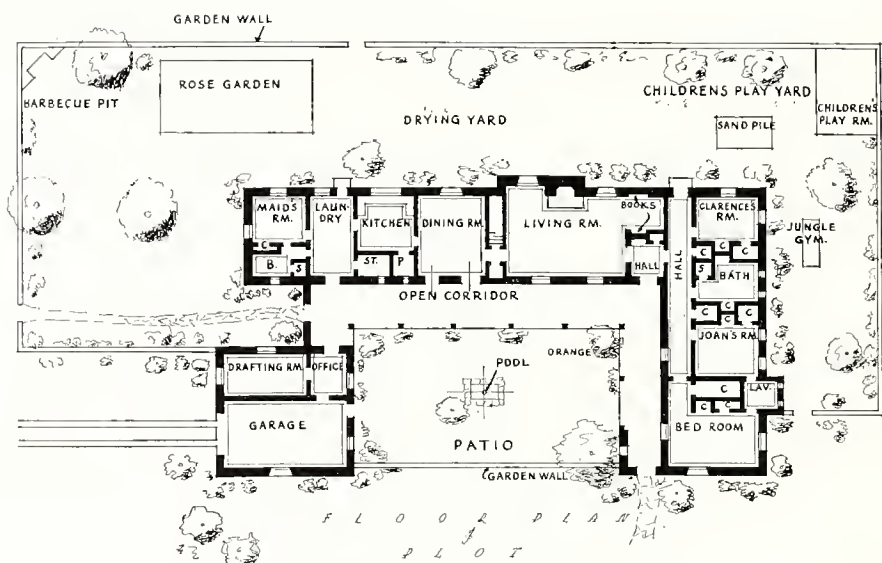 GARDEN WALL
BARBECUE PIT
ROSE GARDEN
DRYING YARD
CHILDRENS PLAY YARD
SAND PILE
CHILDRENS
PLAY RM.
JUNGLE
GYM.
MAIDS
RM.
LAUN-
DRY
KITCHEN
DINING RM.
LIVING RM.
BOOKS
HALL
HALL
CLARENCES
RM.
C
B.
S
ST.
P
C
C
C
S
BATH
C
C
C
JOAN'S RM.
OPEN CORRIDOR
DRAFTING RM.
OFFICE
GARAGE
ORANGE
POOL
PATIO
GARDEN WALL
C
C
C
LAV.
BED ROOM
FLOOR PLAN
of
PLOT